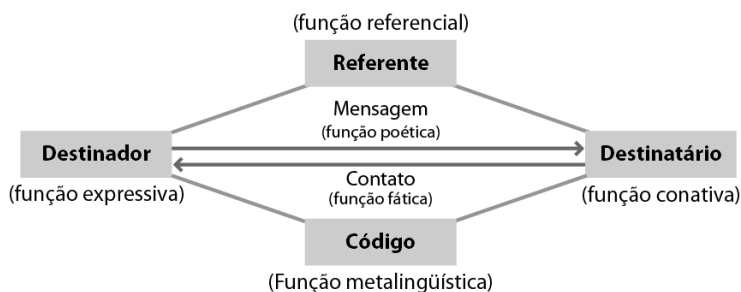 (função referencial)
Referente
Mensagem
(função poética)
Destinador
(função expressiva)
Destinatário
(função conativa)
Contato
(função fática)
Código
(Função metalingüística)